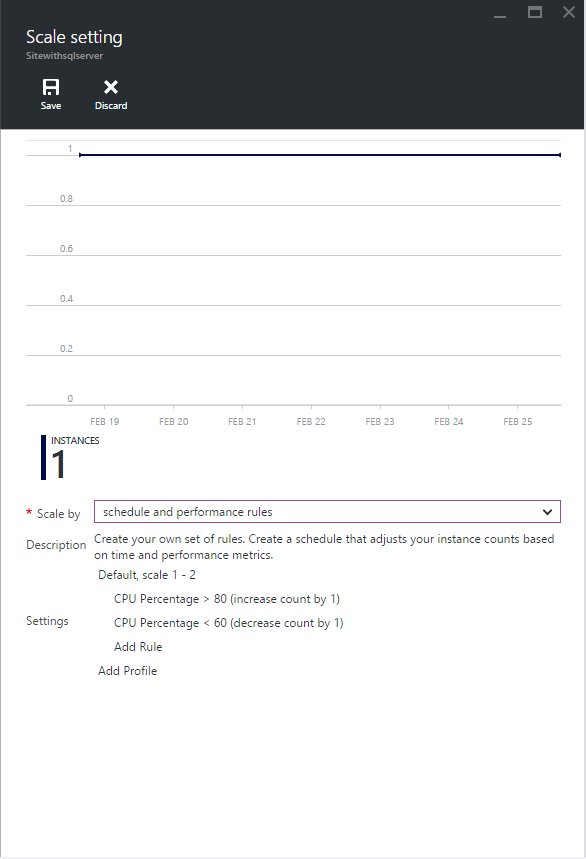 Scale setting
Sitewithsqlserver
Save Discard
1
0.8
0.6
0.4
0.2
0
FEB 19 FEB 20 FEB 21 FEB 22 FEB 23 FEB 24 FEB 25
INSTANCES
1
* Scale by schedule and performance rules
Description Create your own set of rules. Create a schedule that adjusts your instance counts based
on time and performance metrics.
Default, scale 1 - 2
CPU Percentage > 80 (increase count by 1)
Settings CPU Percentage < 60 (decrease count by 1)
Add Rule
Add Profile